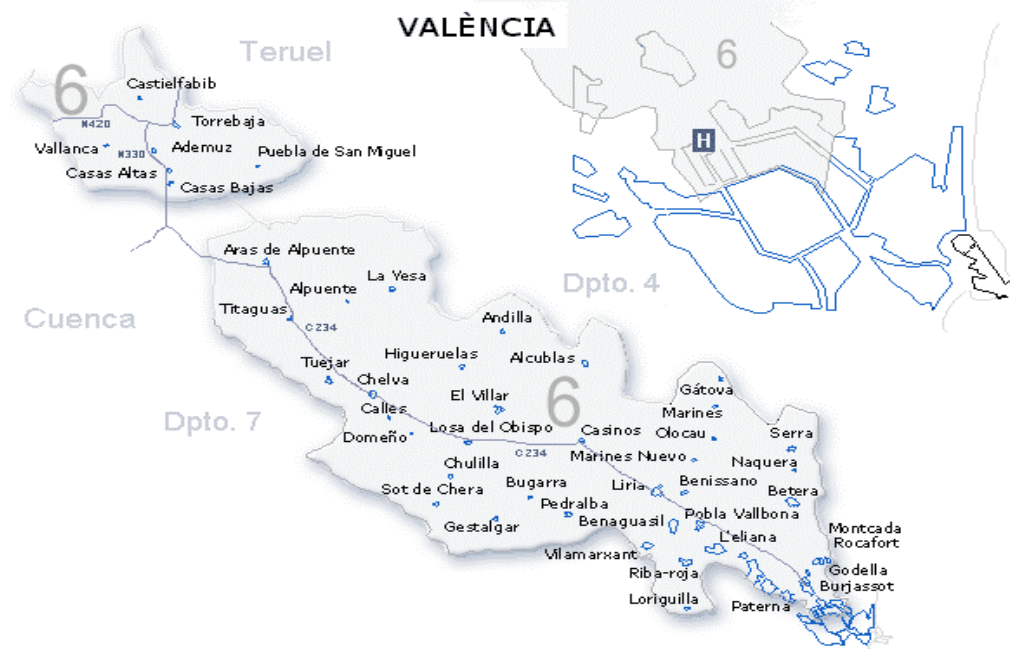 VALÈNCIA
Teruel
6
6
Castielfabib
N420
Torrebaja
Vallanca
N330
Ademuz
Puebla de San Miguel
Casas Altas
Casas Bajas
H
Aras de Alpuente
La Vesa
Alpuente
Dpto. 4
Titaguas
C234
Cuenca
Andilla
Higueruelas
Alcublas
Tuejar
Chelva
Gátova
El Villar
6
Calles
Marines
Dpto. 7
Domeño
Losa del Obispo
Casinos
Olocau
Serra
C234
Marines Nuevo
Naquera
Chulilla
Sot de Chera
Bugarra
Liria
Benissano
Betera
Pedralba
Gestalgar
Benaguasil
Pobla Vallbona
Montcada
Rocafort
L'eliana
Vilamarxant
Riba-roja
Godella
Burjassot
Loriguilla
Paterna